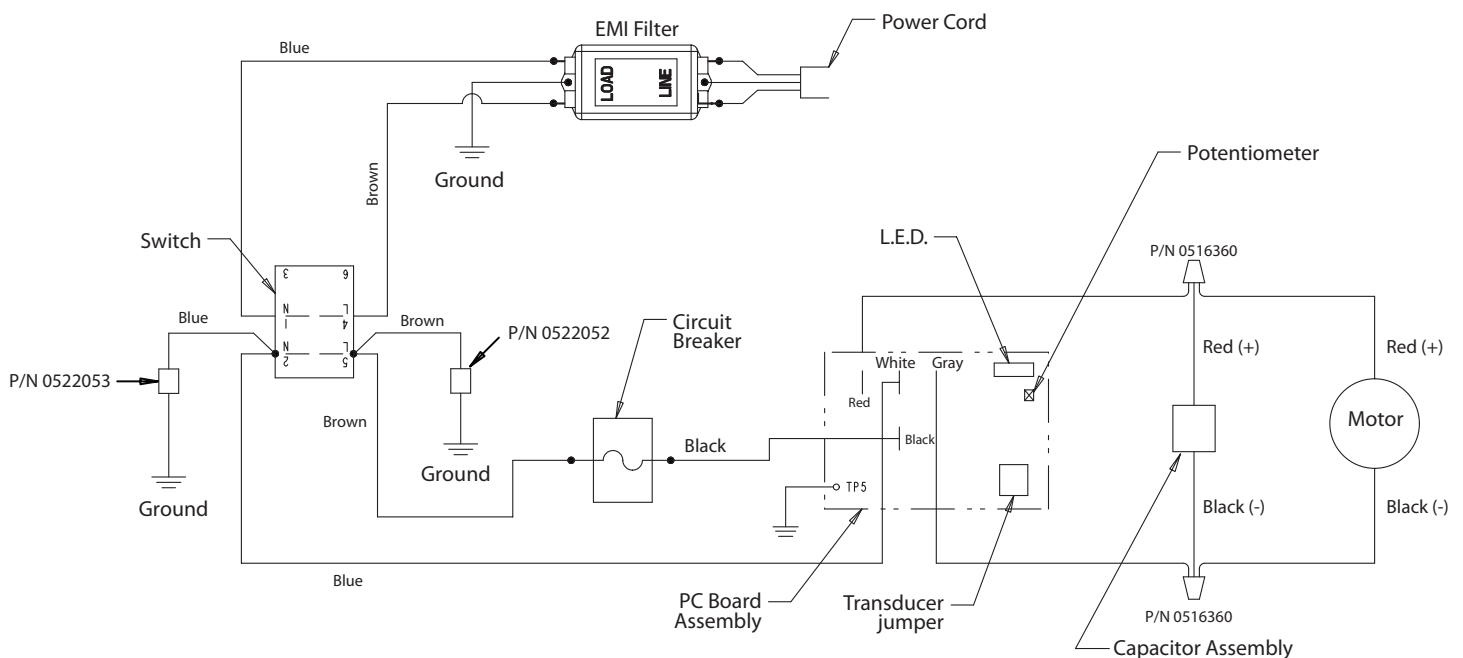 EMI Filter
Power Cord
Blue
LOAD
LINE
Ground
Brown
Potentiometer
Switch
L.E.D.
P/N 0516360
3
6
N
L
1
4
Blue
Brown
P/N 0522052
Circuit
Breaker
N
L
2
5
White
Gray
Red (+)
Red (+)
P/N 0522053
Red
Motor
Brown
Black
Black
Ground
Ground
TP5
Black (-)
Black (-)
Blue
PC Board
Assembly
Transducer
jumper
P/N 0516360
Capacitor Assembly